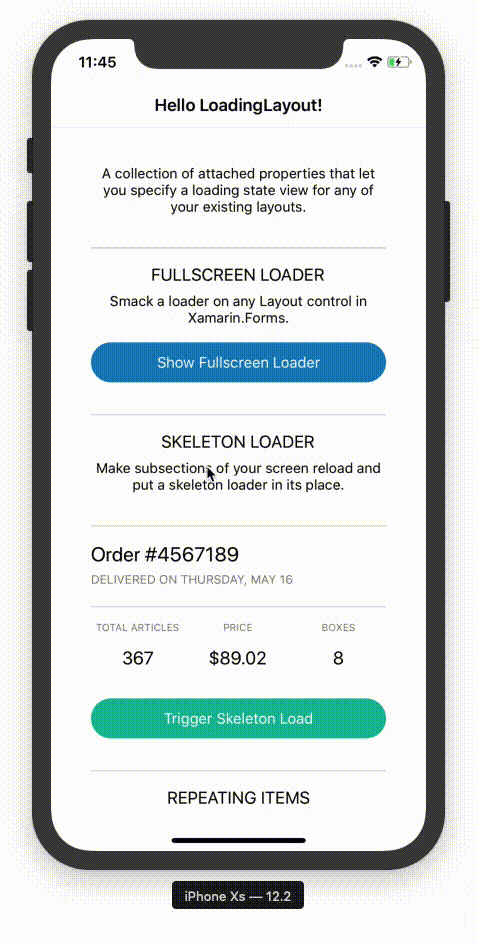 11:45
Hello LoadingLayout!
A collection of attached properties that let
you specify a loading state view for any of
your existing layouts.
FULLSCREEN LOADER
Smack a loader on any Layout control in
Xamarin.Forms.
Show Fullscreen Loader
SKELETON LOADER
Make subsections of your screen reload and
put a skeleton loader in its place.
Order #4567189
DELIVERED ON THURSDAY, MAY 16
TOTAL ARTICLES PRICE BOXES
367 $89.02 8
Trigger Skeleton Load
REPEATING ITEMS
iPhone Xs — 12.2